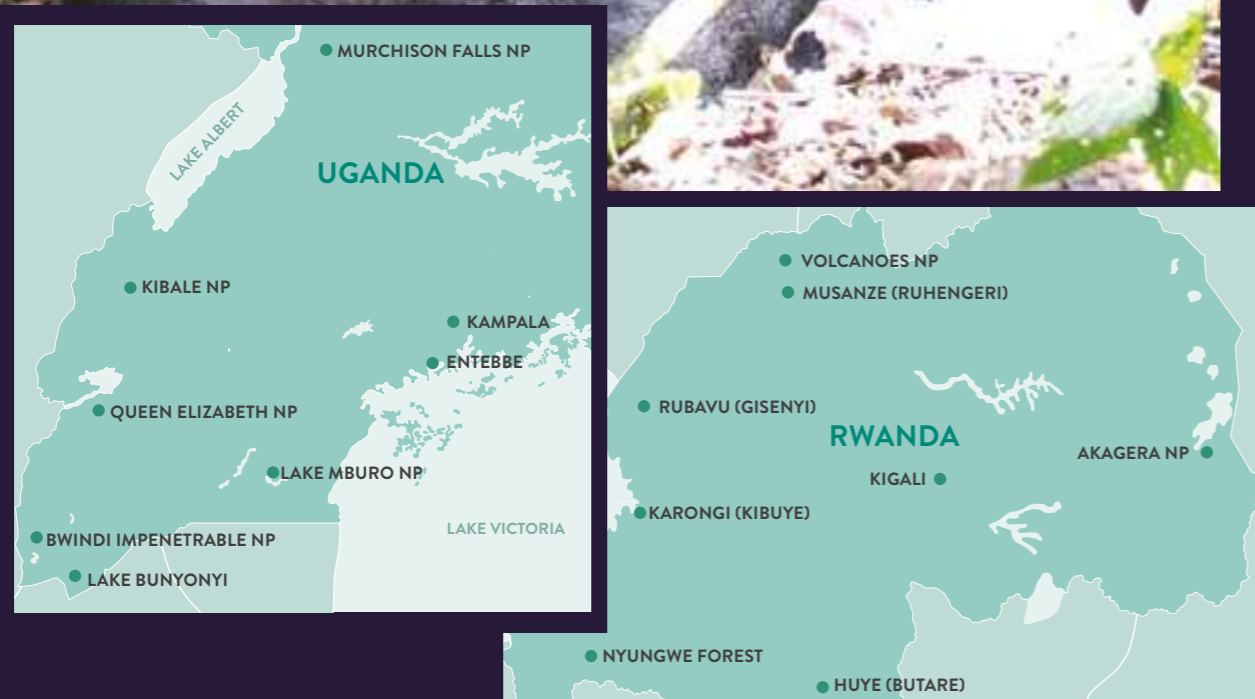 MURCHISON FALLS NP
LAKE ALBERT
UGANDA
KIBALE NP
KAMPALA
ENTEBBE
QUEEN ELIZABETH NP
LAKE MBURO NP
LAKE VICTORIA
BWINDI IMPENETRABLE NP
LAKE BUNYONYI
VOLCANOES NP
MUSANZE (RUHENGERI)
RUBAVU (GISENYI)
RWANDA
AKAGERA NP
KIGALI
KARONGI (KIBUYE)
NYUNGWE FOREST
HUYE (BUTARE)